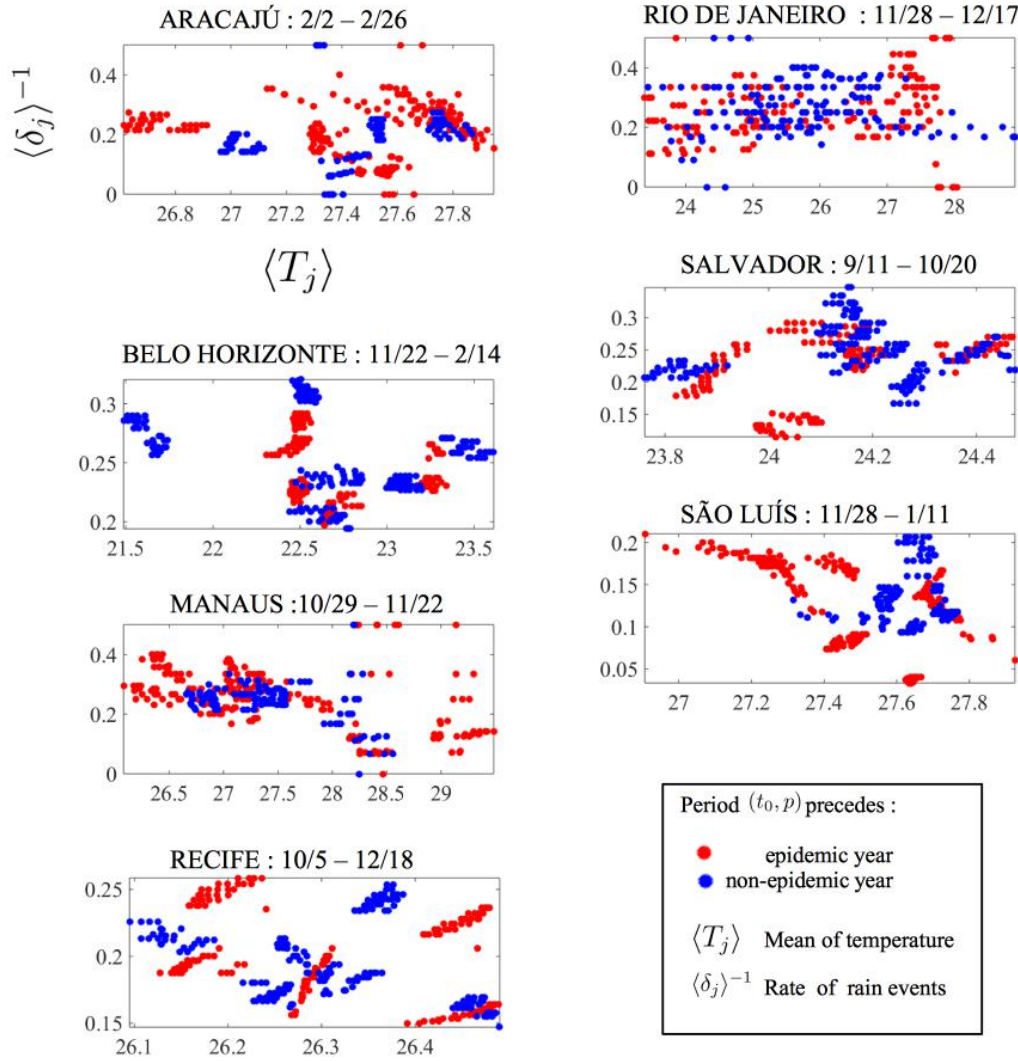 ARACAJÚ : 2/2 – 2/26
⟨δ_j⟩⁻¹
0.4
0.2
0
26.8 27 27.2 27.4 27.6 27.8
⟨T_j⟩
BELO HORIZONTE : 11/22 – 2/14
0.3
0.25
0.2
21.5 22 22.5 23 23.5
MANAUS :10/29 – 11/22
0.4
0.2
0
26.5 27 27.5 28 28.5 29
RECIFE : 10/5 – 12/18
0.25
0.2
0.15
26.1 26.2 26.3 26.4
RIO DE JANEIRO : 11/28 – 12/17
0.4
0.2
0
24 25 26 27 28
SALVADOR : 9/11 – 10/20
0.3
0.25
0.2
0.15
23.8 24 24.2 24.4
SÃO LUÍS : 11/28 – 1/11
0.2
0.15
0.1
0.05
27 27.2 27.4 27.6 27.8
Period (t₀, p) precedes :
epidemic year
non-epidemic year
⟨T_j⟩ Mean of temperature
⟨δ_j⟩⁻¹ Rate of rain events